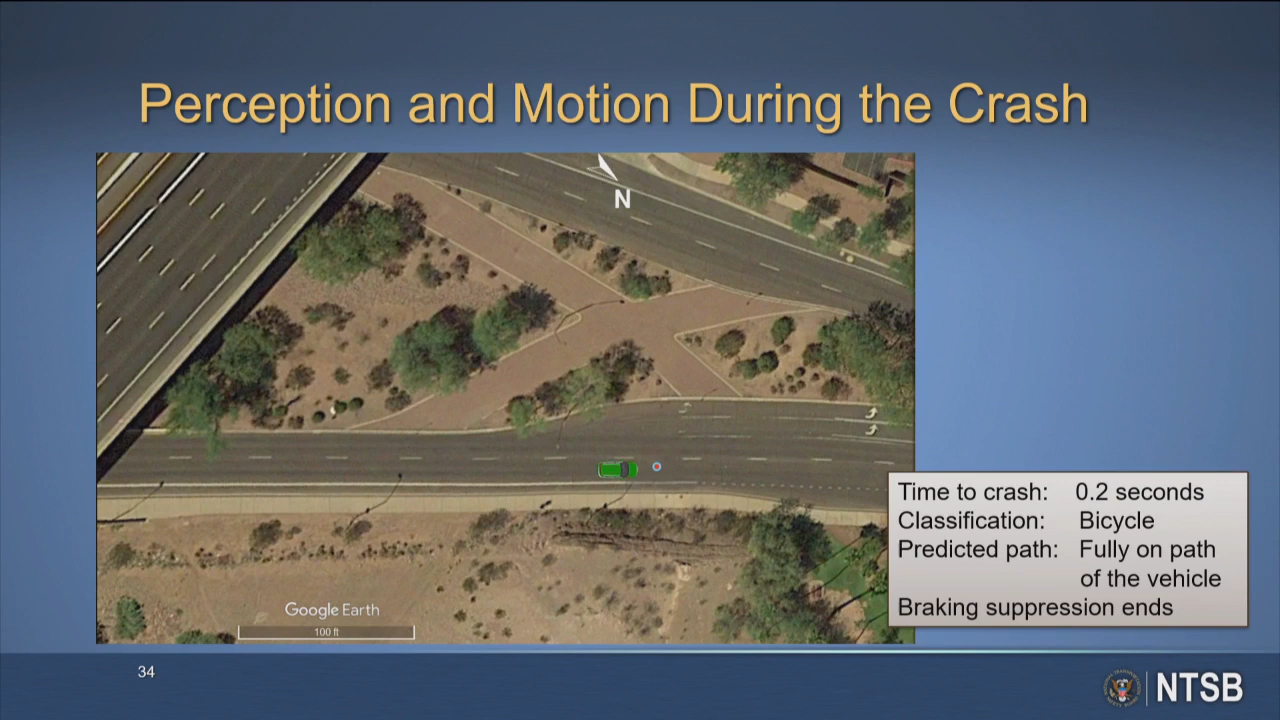 Perception and Motion During the Crash
N
Time to crash: 0.2 seconds
Classification: Bicycle
Predicted path: Fully on path
of the vehicle
Braking suppression ends
Google Earth
100 ft
34
NTSB